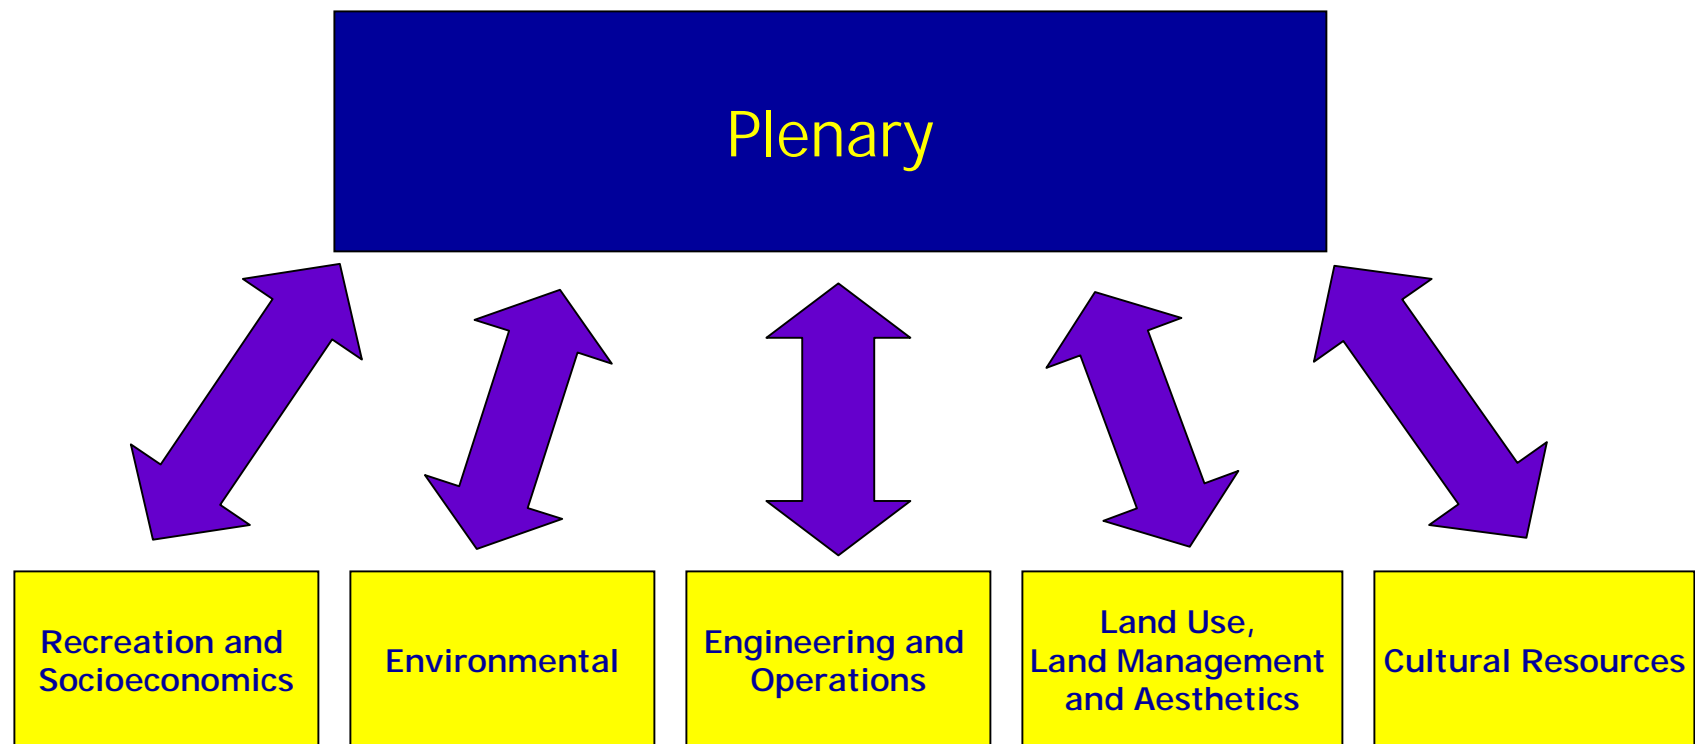 Plenary
Recreation and
Socioeconomics
Environmental
Engineering and
Operations
Land Use,
Land Management
and Aesthetics
Cultural Resources